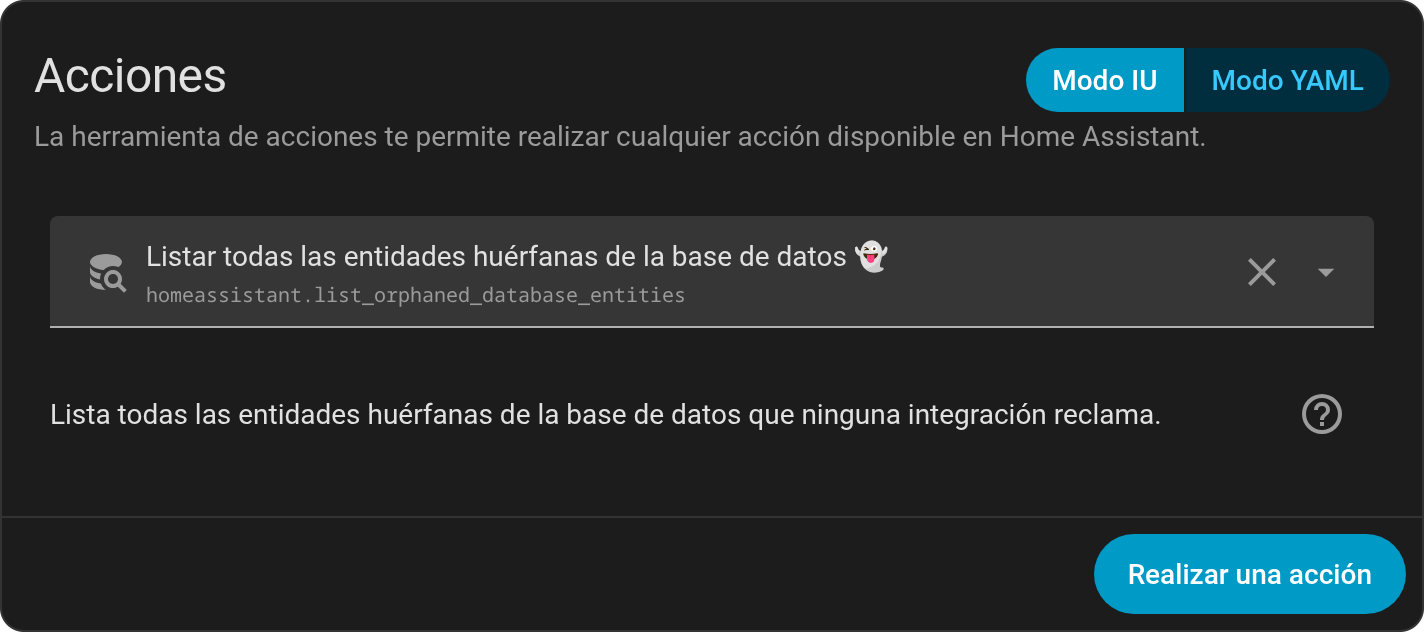 Acciones
Modo IU
Modo YAML
La herramienta de acciones te permite realizar cualquier acción disponible en Home Assistant.
Listar todas las entidades huérfanas de la base de datos 👻
homeassistant.list_orphaned_database_entities
Lista todas las entidades huérfanas de la base de datos que ninguna integración reclama.
Realizar una acción